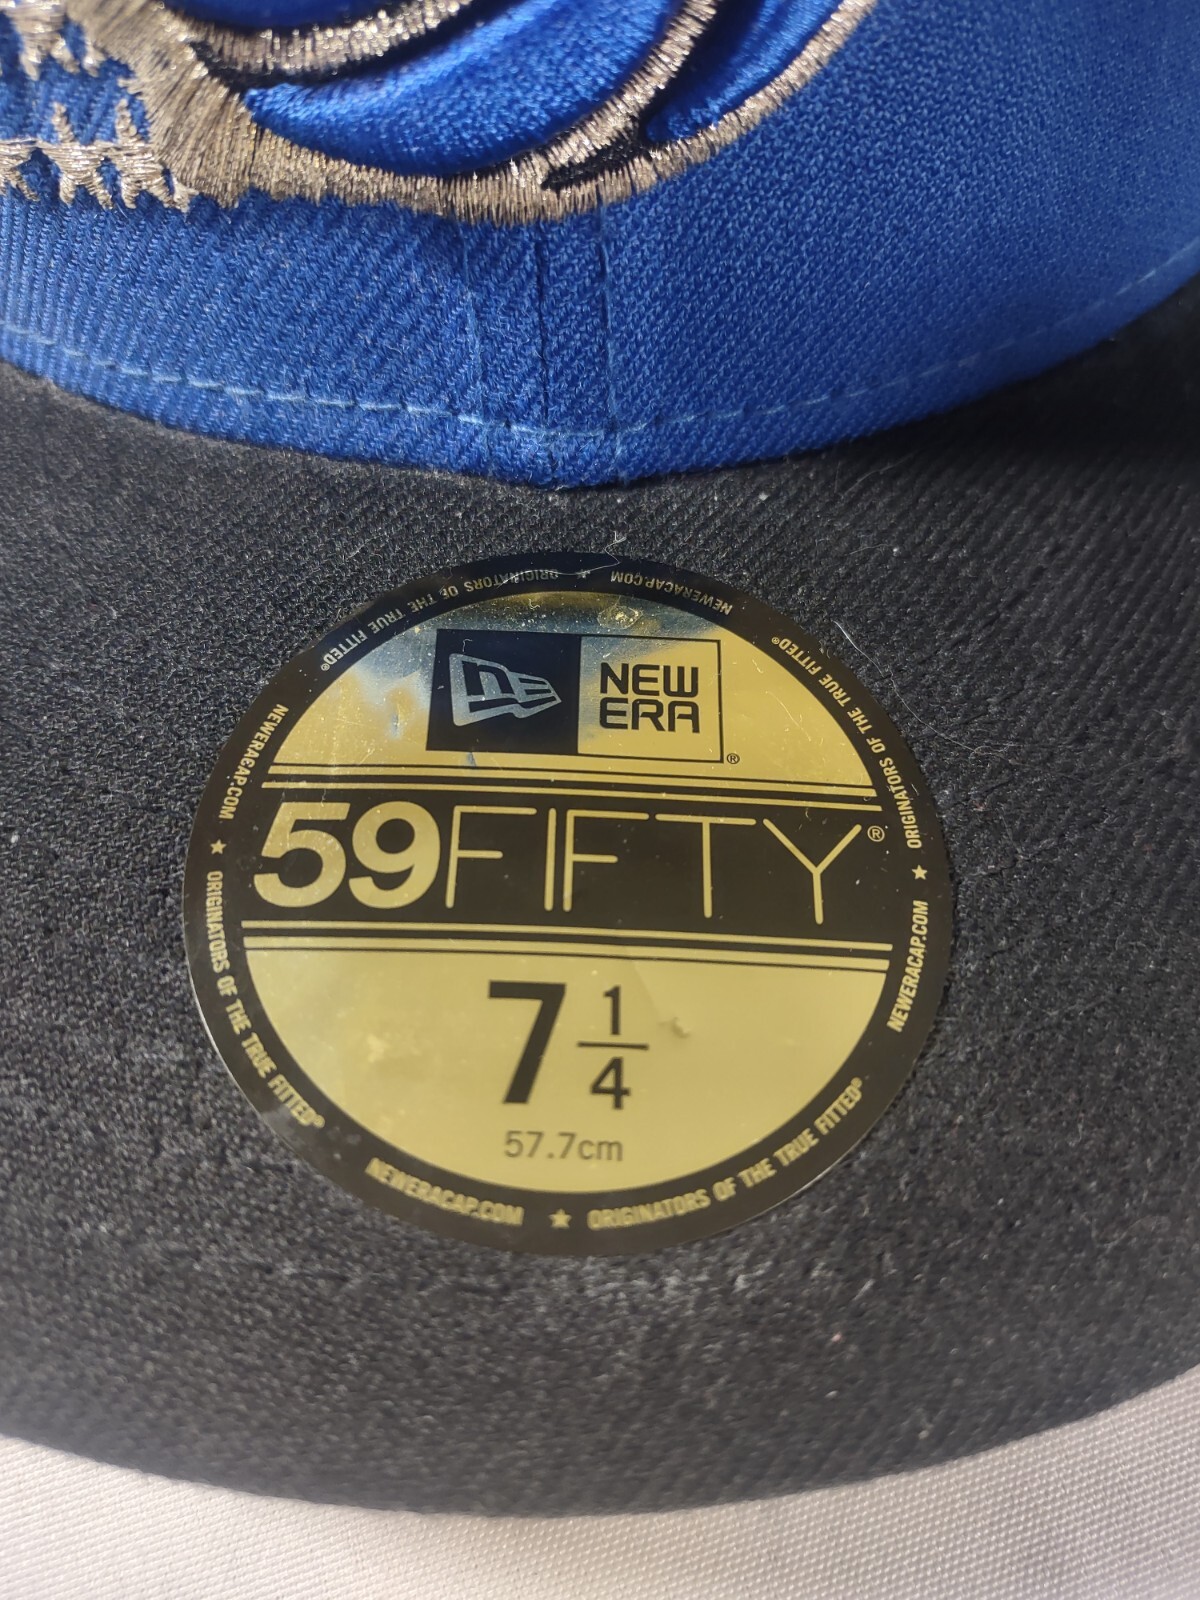 NEW
ERA
®
59FIFTY®
7 1/4
57.7cm
NEWERACAP.COM ★ ORIGINATORS OF THE TRUE FITTED®
NEWERACAP.COM ★ ORIGINATORS OF THE TRUE FITTED®
NEWERACAP.COM ★ ORIGINATORS OF THE TRUE FITTED®
NEWERACAP.COM ★ ORIGINATORS OF THE TRUE FITTED®